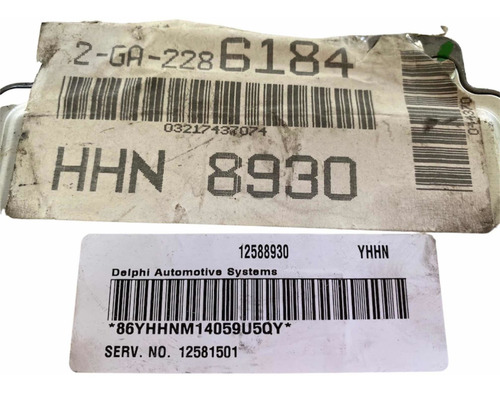 2-GA-228 6184
03217437074
HHN 8930
12588930 YHHN
Delphi Automotive Systems
*86YHHNM14059U5QY*
SERV. NO. 12581501